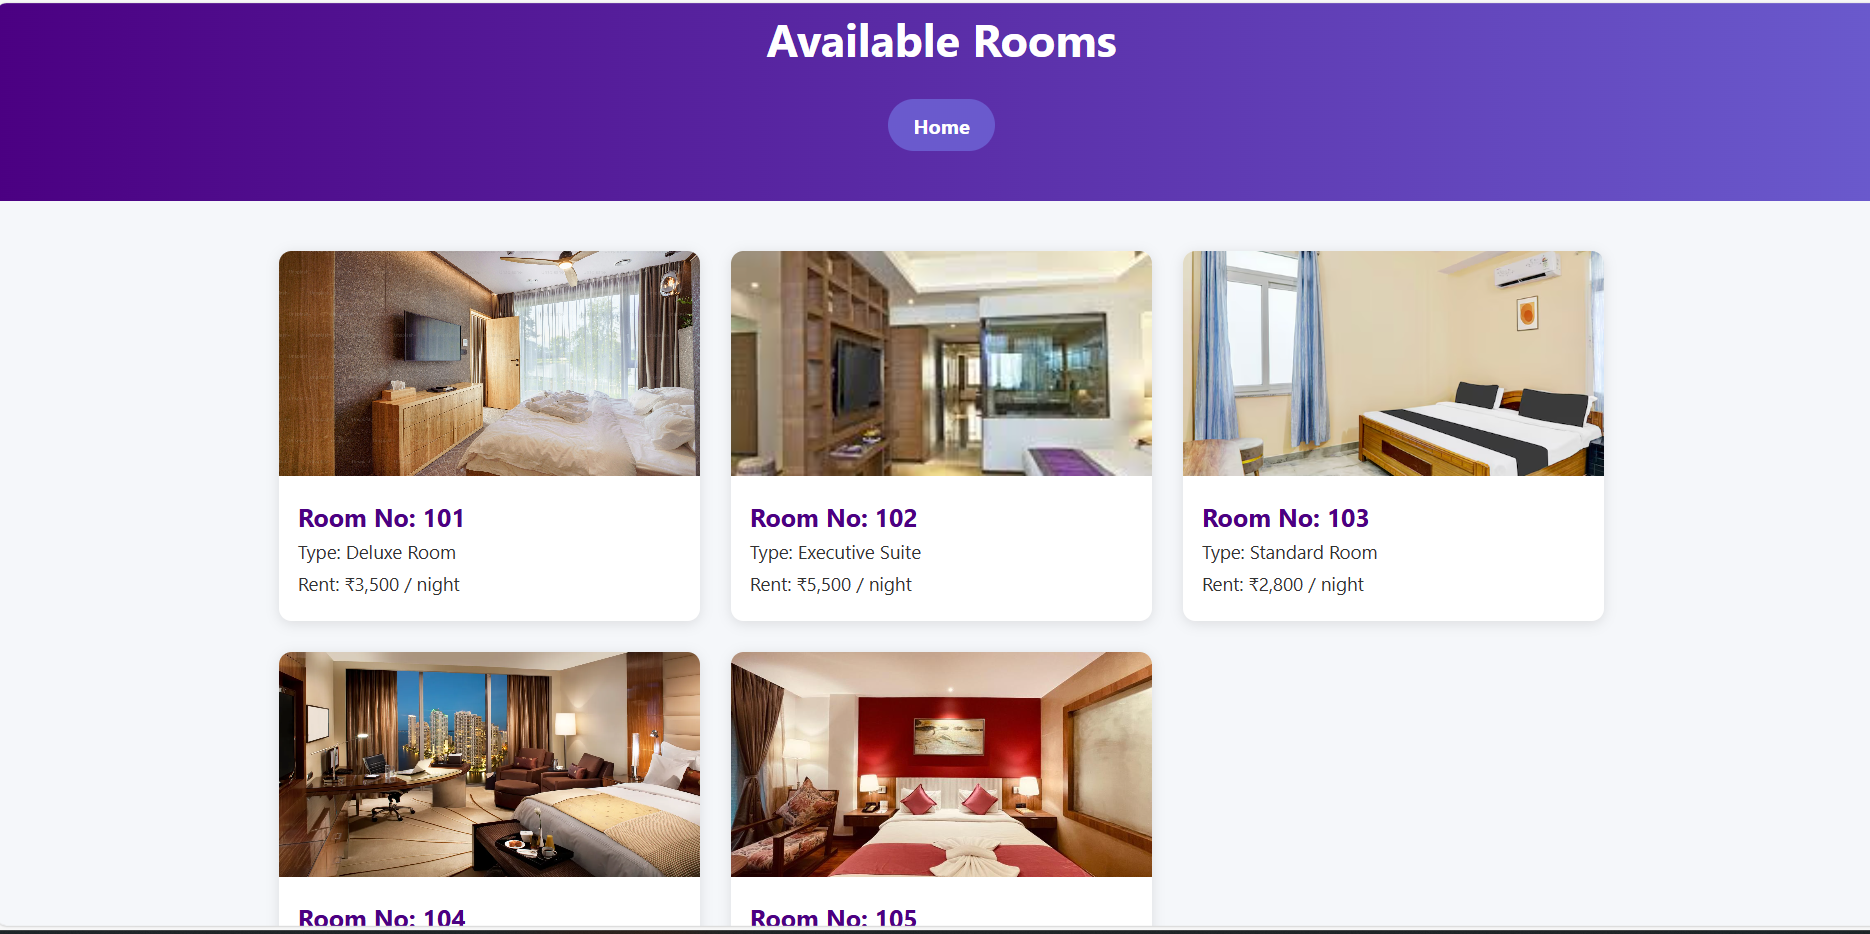 Available Rooms
Home
Room No: 101
Type: Deluxe Room
Rent: ₹3,500 / night
Room No: 102
Type: Executive Suite
Rent: ₹5,500 / night
Room No: 103
Type: Standard Room
Rent: ₹2,800 / night
Room No: 104
Room No: 105